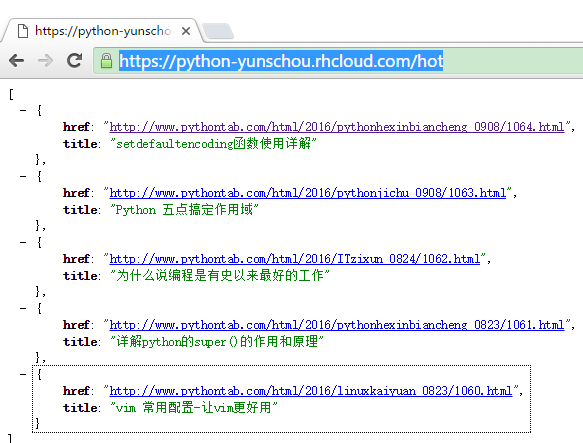 https://python-yunschou
https://python-yunschou.rhcloud.com/hot
[
- {
href: "http://www.pythontab.com/html/2016/pythonhexinbiancheng_0908/1064.html",
title: "setdefaultencoding函数使用详解"
},
- {
href: "http://www.pythontab.com/html/2016/pythonjichu_0908/1063.html",
title: "Python 五点搞定作用域"
},
- {
href: "http://www.pythontab.com/html/2016/ITzixun_0824/1062.html",
title: "为什么说编程是有史以来最好的工作"
},
- {
href: "http://www.pythontab.com/html/2016/pythonhexinbiancheng_0823/1061.html",
title: "详解python的super()的作用和原理"
},
- {
href: "http://www.pythontab.com/html/2016/linuxkaiyuan_0823/1060.html",
title: "vim 常用配置-让vim更好用"
}
]